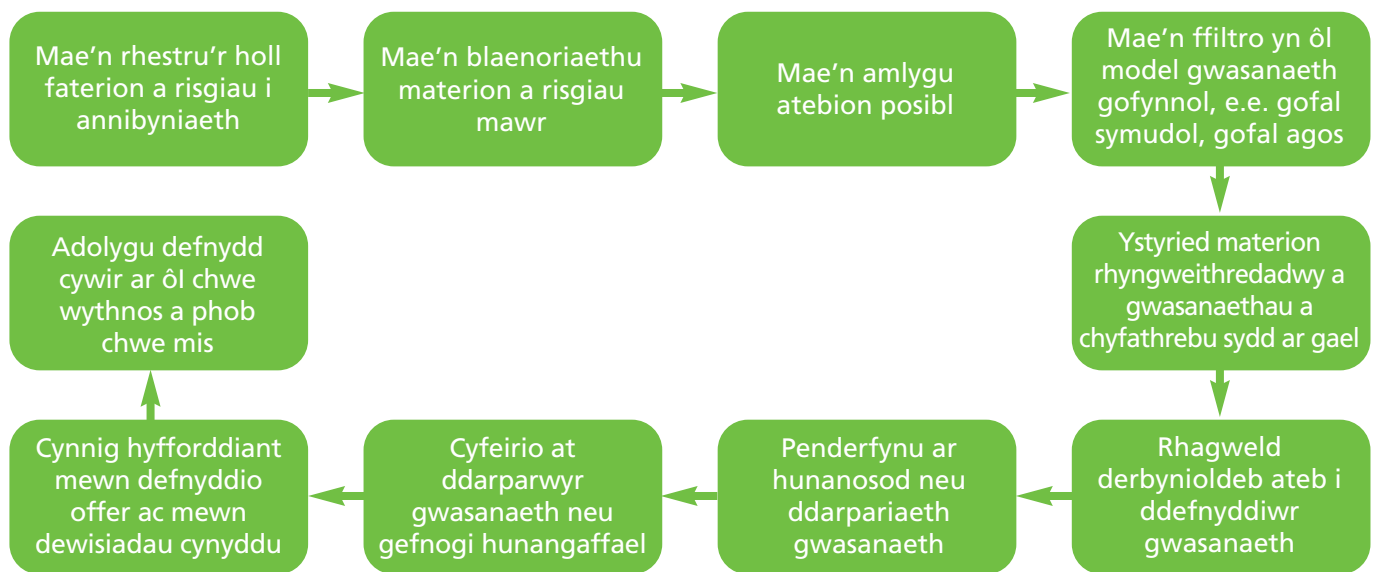 Mae'n rhestru'r holl
faterion a risgiau i
annibyniaeth
Mae'n blaenoriaethu
materion a risgiau
mawr
Mae'n amlygu
atebion posibl
Mae'n ffiltro yn ôl
model gwasanaeth
gofynnol, e.e. gofal
symudol, gofal agos
Ystyried materion
rhyngweithredadwy a
gwasanaethau a
chyfathrebu sydd ar gael
Rhagweld
derbynioldeb ateb i
ddefnyddiwr
gwasanaeth
Penderfynu ar
hunanosod neu
ddarpariaeth
gwasanaeth
Cyfeirio at
ddarparwyr
gwasanaeth neu
gefnogi hunangaffael
Cynnig hyfforddiant
mewn defnyddio
offer ac mewn
dewisiadau cynyddu
Adolygu defnydd
cywir ar ôl chwe
wythnos a phob
chwe mis